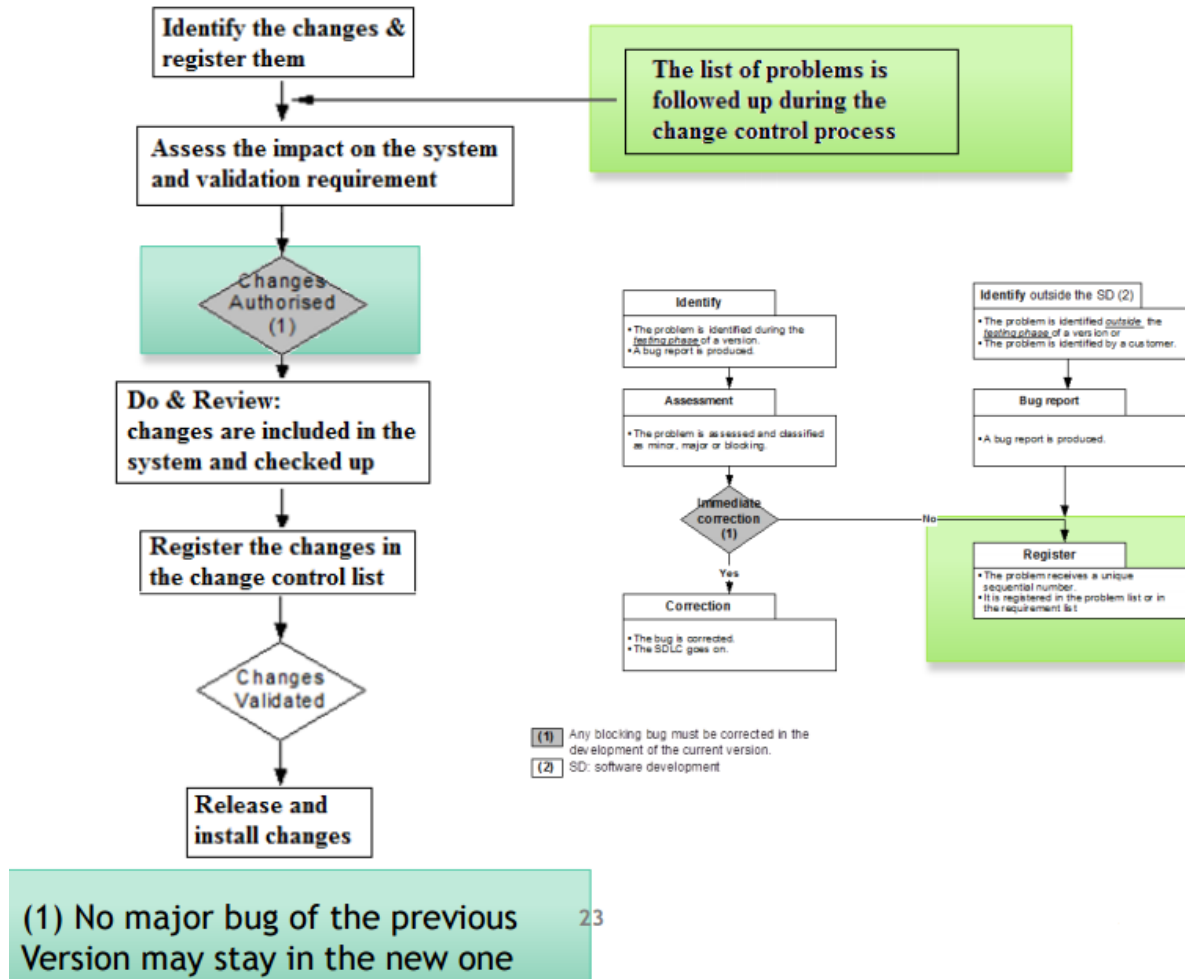 Identify the changes &
register them
The list of problems is
followed up during the
change control process
Assess the impact on the system
and validation requirement
Changes
Authorised
(1)
Do & Review:
changes are included in the
system and checked up
Register the changes in
the change control list
Changes
Validated
Release and
install changes
(1) No major bug of the previous
Version may stay in the new one
Identify
• The problem is identified during the
testing phase of a version.
• A bug report is produced.
Assessment
• The problem is assessed and classified
as minor, major or blocking.
Immediate
correction
(1)
No
Yes
Correction
• The bug is corrected.
• The SDLC goes on.
Identify outside the SD (2)
• The problem is identified outside the
testing phase of a version or
• The problem is identified by a customer.
Bug report
• A bug report is produced.
Register
• The problem receives a unique
sequential number.
• It is registered in the problem list or in
the requirement list
(1) Any blocking bug must be corrected in the
development of the current version.
(2) SD: software development
23